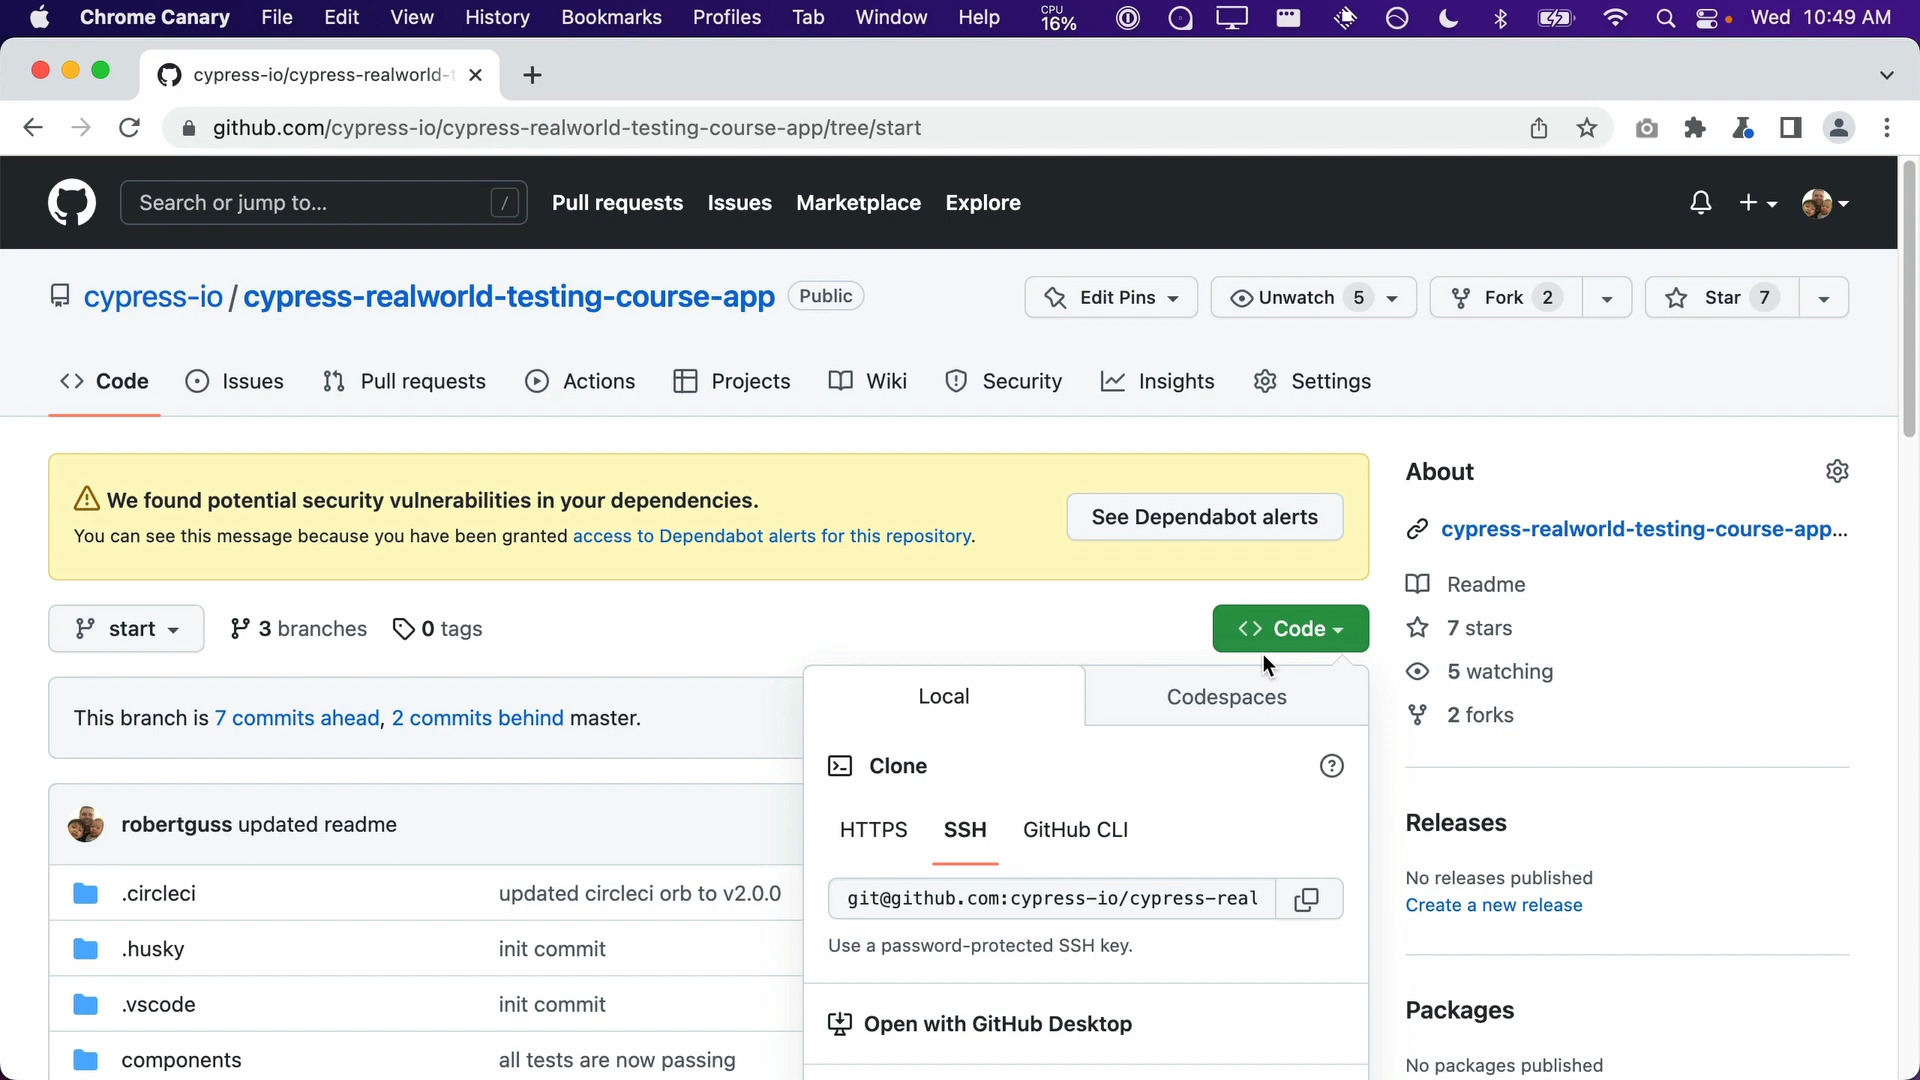 Chrome Canary File Edit View History Bookmarks Profiles Tab Window Help CPU 16% Wed 10:49 AM
cypress-io/cypress-realworld-t
github.com/cypress-io/cypress-realworld-testing-course-app/tree/start
Search or jump to... / Pull requests Issues Marketplace Explore
cypress-io / cypress-realworld-testing-course-app Public Edit Pins Unwatch 5 Fork 2 Star 7
Code Issues Pull requests Actions Projects Wiki Security Insights Settings
We found potential security vulnerabilities in your dependencies.
You can see this message because you have been granted access to Dependabot alerts for this repository.
See Dependabot alerts
About
cypress-realworld-testing-course-app...
Readme
7 stars
5 watching
2 forks
start 3 branches 0 tags Code
This branch is 7 commits ahead, 2 commits behind master.
robertguss updated readme
.circleci updated circleci orb to v2.0.0
.husky init commit
.vscode init commit
components all tests are now passing
Local Codespaces
Clone
HTTPS SSH GitHub CLI
git@github.com:cypress-io/cypress-real
Use a password-protected SSH key.
Open with GitHub Desktop
Releases
No releases published
Create a new release
Packages
No packages published